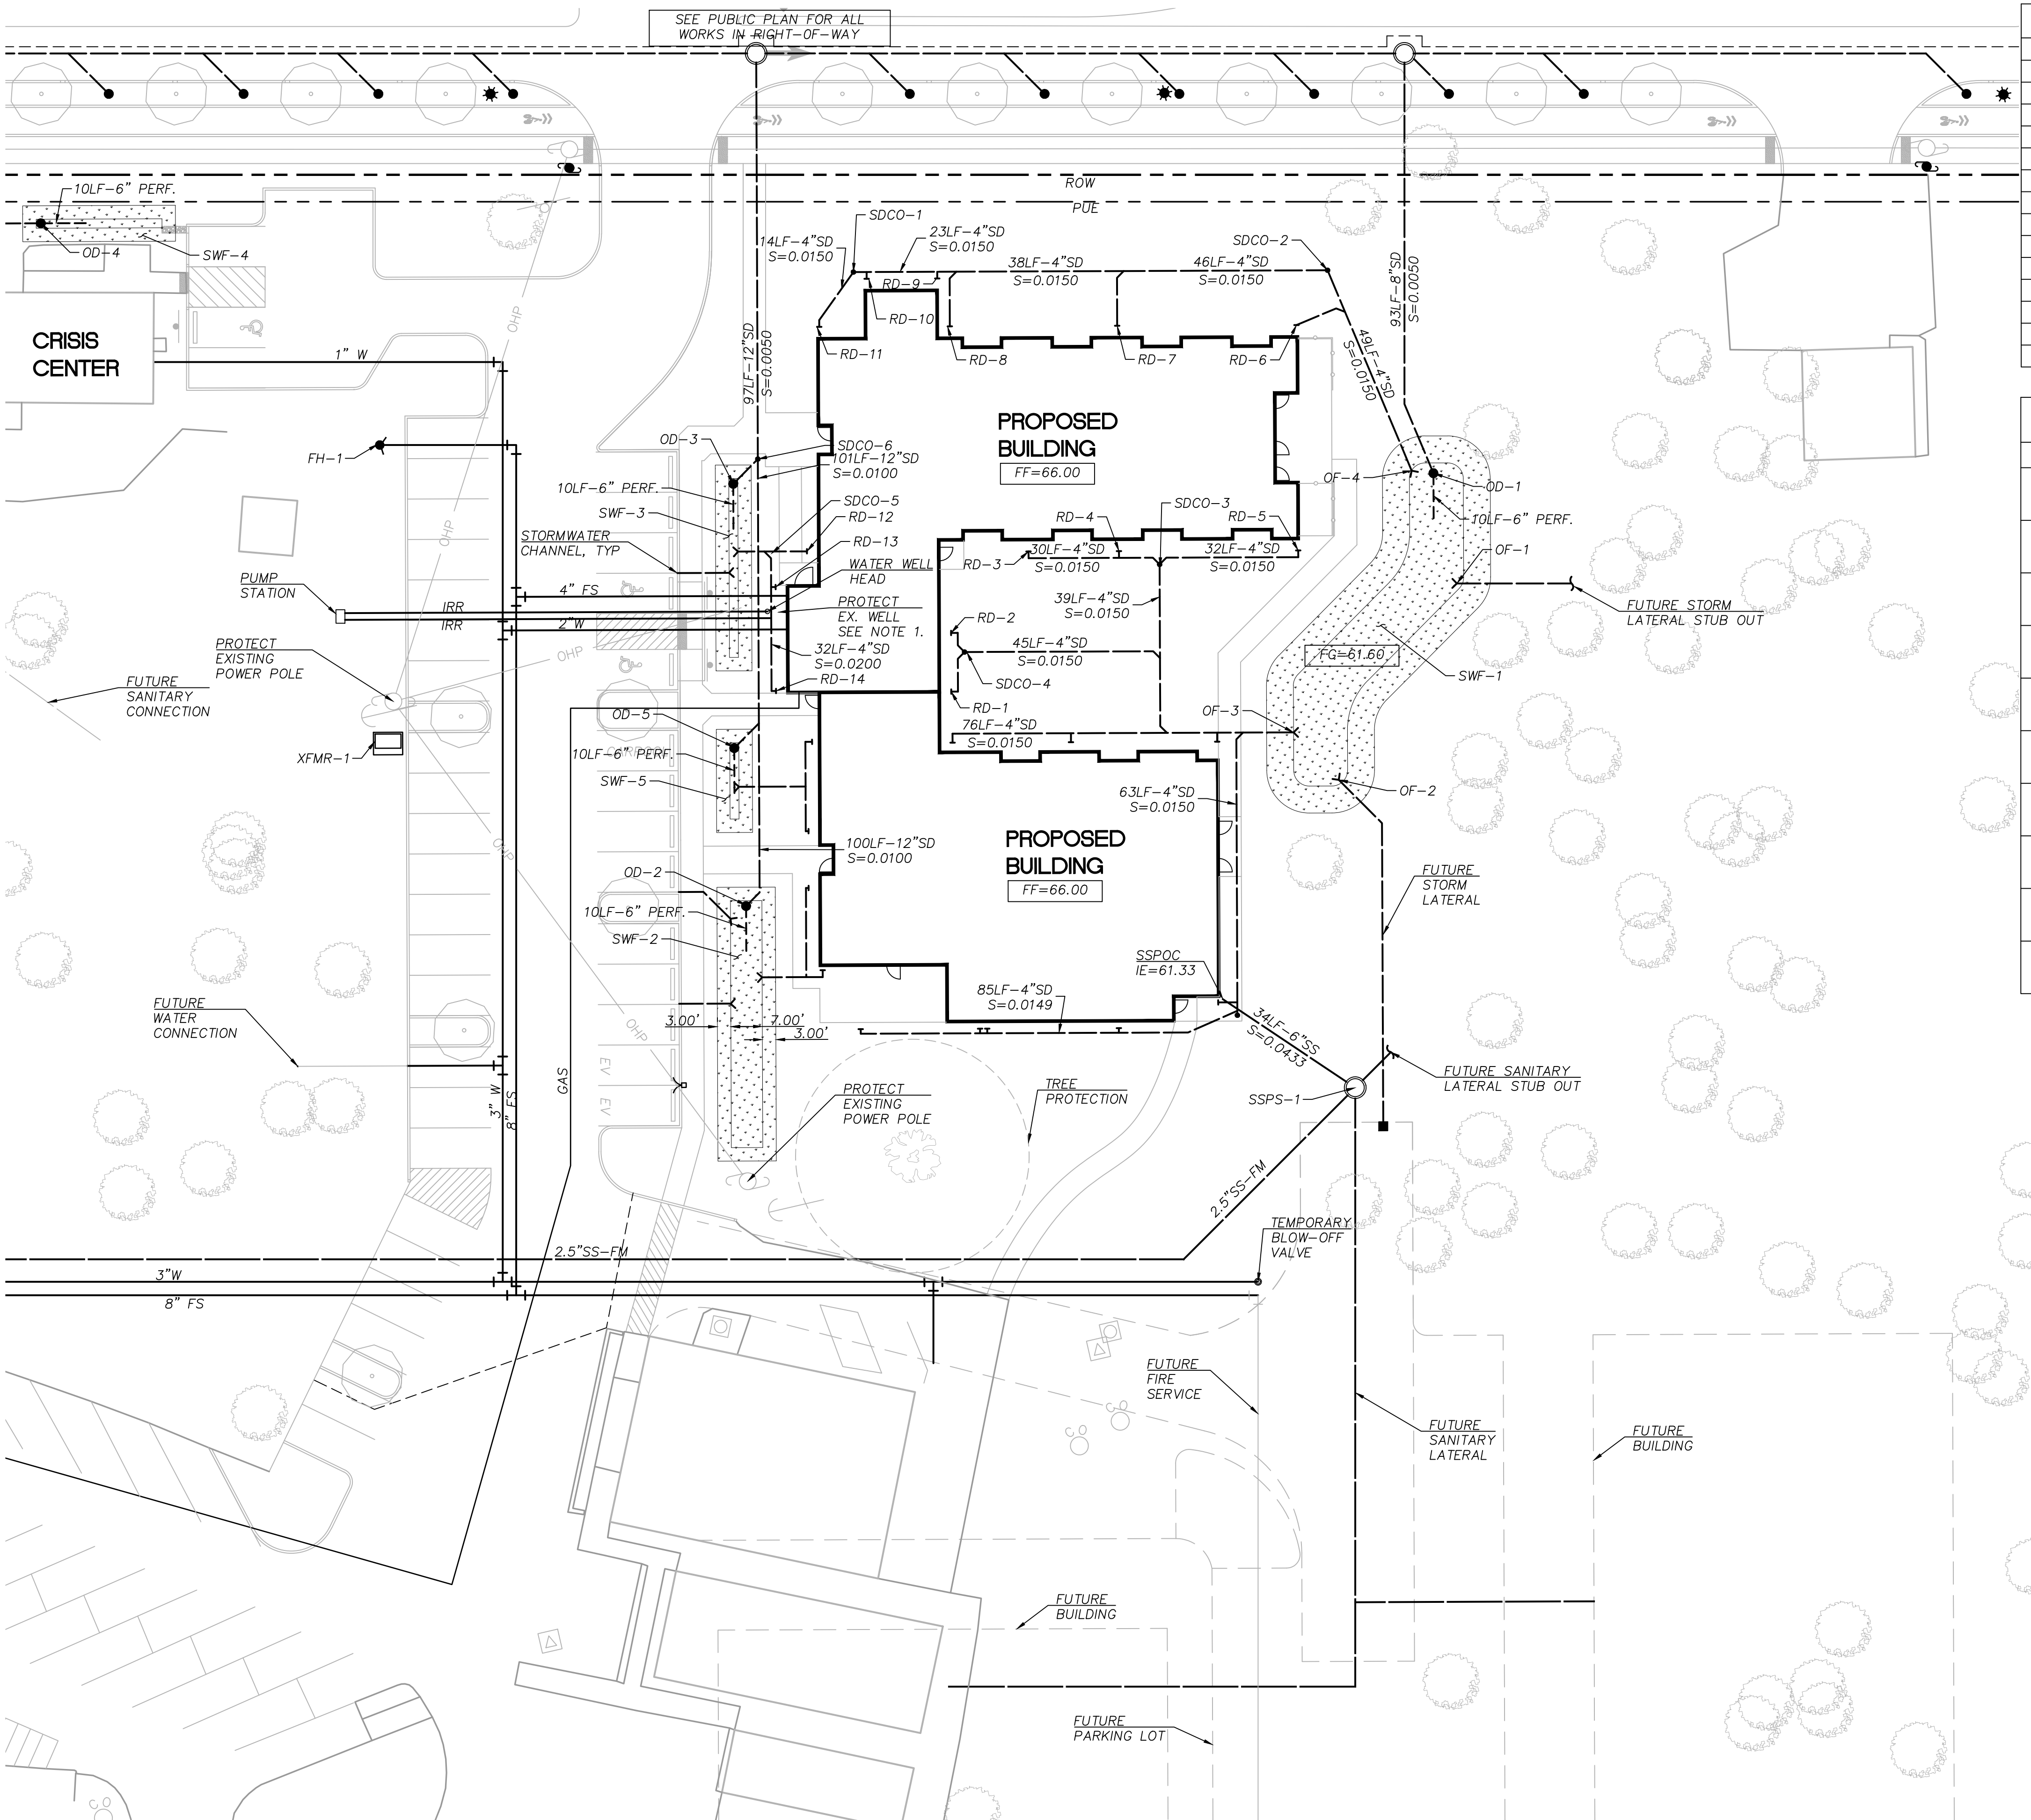 SEE PUBLIC PLAN FOR ALL
WORKS IN RIGHT-OF-WAY
ROW
PUE
10LF-6" PERF.
OD-4
SWF-4
CRISIS
CENTER
1" W
OHP
SDCO-1
14LF-4"SD
S=0.0150
23LF-4"SD
S=0.0150
RD-9
RD-10
RD-11
38LF-4"SD
S=0.0150
46LF-4"SD
S=0.0150
SDCO-2
RD-8
RD-7
RD-6
97LF-12"SD
S=0.0050
93LF-8"SD
S=0.0050
49LF-4"SD
S=0.0150
PROPOSED
BUILDING
FF=66.00
FH-1
OHP
OD-3
SDCO-6
101LF-12"SD
S=0.0100
10LF-6" PERF.
SWF-3
SDCO-5
RD-12
RD-13
STORMWATER
CHANNEL, TYP
WATER WELL
HEAD
PROTECT
EX. WELL
SEE NOTE 1.
32LF-4"SD
S=0.0200
RD-14
PUMP
STATION
IRR
IRR
4" FS
2"W
OHP
PROTECT
EXISTING
POWER POLE
FUTURE
SANITARY
CONNECTION
XFMR-1
SDCO-3
RD-4
RD-5
RD-3
30LF-4"SD
S=0.0150
32LF-4"SD
S=0.0150
39LF-4"SD
S=0.0150
RD-2
45LF-4"SD
S=0.0150
SDCO-4
RD-1
76LF-4"SD
S=0.0150
OF-4
OD-1
10LF-6" PERF.
OF-1
FUTURE STORM
LATERAL STUB OUT
FG=61.60
SWF-1
OF-3
OF-2
OD-5
CARPORT
10LF-6" PERF.
SWF-5
OHP
100LF-12"SD
S=0.0100
63LF-4"SD
S=0.0150
PROPOSED
BUILDING
FF=66.00
OD-2
10LF-6" PERF.
SWF-2
FUTURE
STORM
LATERAL
SSPOC
IE=61.33
85LF-4"SD
S=0.0149
34LF-6"SS
S=0.0433
3.00'
7.00'
3.00'
OHP
EV
EV
FUTURE
WATER
CONNECTION
3" W
8" FS
GAS
PROTECT
EXISTING
POWER POLE
TREE
PROTECTION
SSPS-1
FUTURE SANITARY
LATERAL STUB OUT
2.5"SS-FM
2.5"SS-FM
TEMPORARY
BLOW-OFF
VALVE
3"W
8" FS
FUTURE
FIRE
SERVICE
FUTURE
SANITARY
LATERAL
FUTURE
BUILDING
FUTURE
BUILDING
FUTURE
PARKING LOT